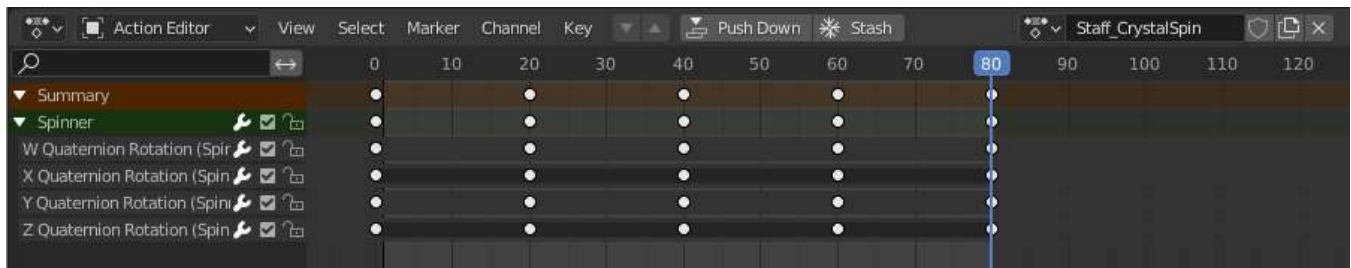 Action Editor View Select Marker Channel Key Push Down Stash Staff_CrystalSpin
0 10 20 30 40 50 60 70 80 90 100 110 120
Summary
Spinner
W Quaternion Rotation (Spir
X Quaternion Rotation (Spin
Y Quaternion Rotation (Spin
Z Quaternion Rotation (Spin